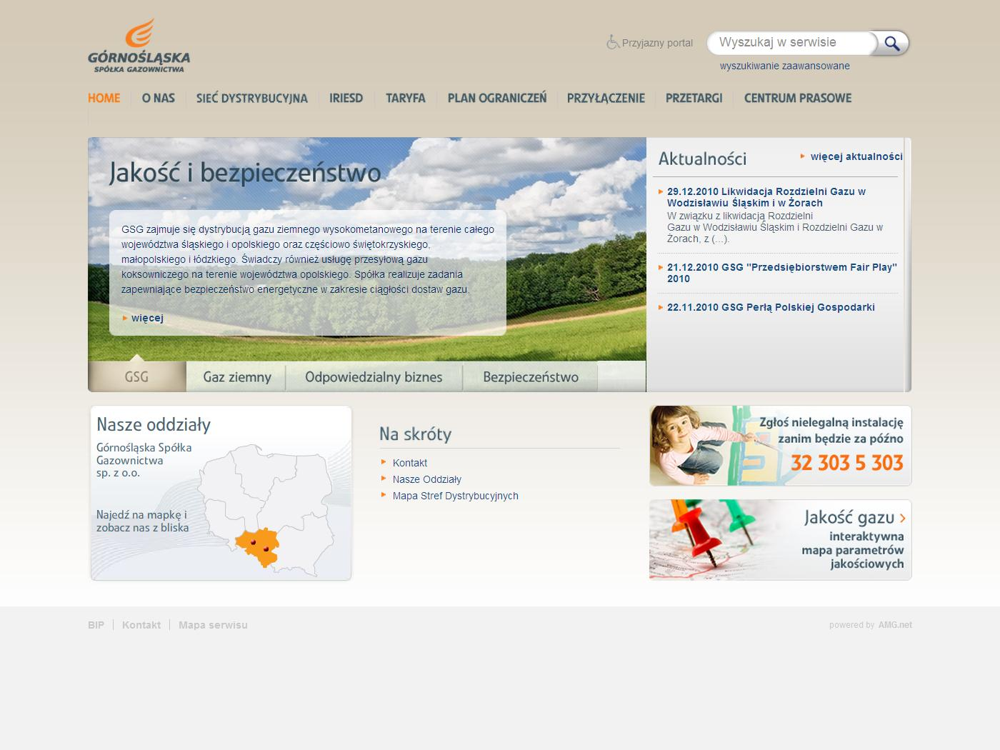 GÓRNOŚLĄSKA
SPÓŁKA GAZOWNICTWA
Przyjazny portal
Wyszukaj w serwisie
wyszukiwanie zaawansowane
HOME
O NAS
SIEĆ DYSTRYBUCYJNA
IRIESD
TARYFA
PLAN OGRANICZEŃ
PRZYŁĄCZENIE
PRZETARGI
CENTRUM PRASOWE
Jakość i bezpieczeństwo
GSG zajmuje się dystrybucją gazu ziemnego wysokometanowego na terenie całego
województwa śląskiego i opolskiego oraz częściowo świętokrzyskiego,
małopolskiego i łódzkiego. Świadczy również usługę przesyłową gazu
koksowniczego na terenie województwa opolskiego. Spółka realizuje zadania
zapewniające bezpieczeństwo energetyczne w zakresie ciągłości dostaw gazu.
więcej
GSG
Gaz ziemny
Odpowiedzialny biznes
Bezpieczeństwo
Aktualności
więcej aktualności
29.12.2010 Likwidacja Rozdzielni Gazu w
Wodzisławiu Śląskim i w Żorach
W związku z likwidacją Rozdzielni
Gazu w Wodzisławiu Śląskim i Rozdzielni Gazu w
Żorach, z (...).
21.12.2010 GSG "Przedsiębiorstwem Fair Play"
2010
22.11.2010 GSG Perłą Polskiej Gospodarki
Nasze oddziały
Górnośląska Spółka
Gazownictwa
sp. z o.o.
Najedź na mapkę i
zobacz nas z bliska
Na skróty
Kontakt
Nasze Oddziały
Mapa Stref Dystrybucyjnych
Zgłoś nielegalną instalację
zanim będzie za późno
32 303 5 303
Jakość gazu
interaktywna
mapa parametrów
jakościowych
BIP
Kontakt
Mapa serwisu
powered by AMG.net